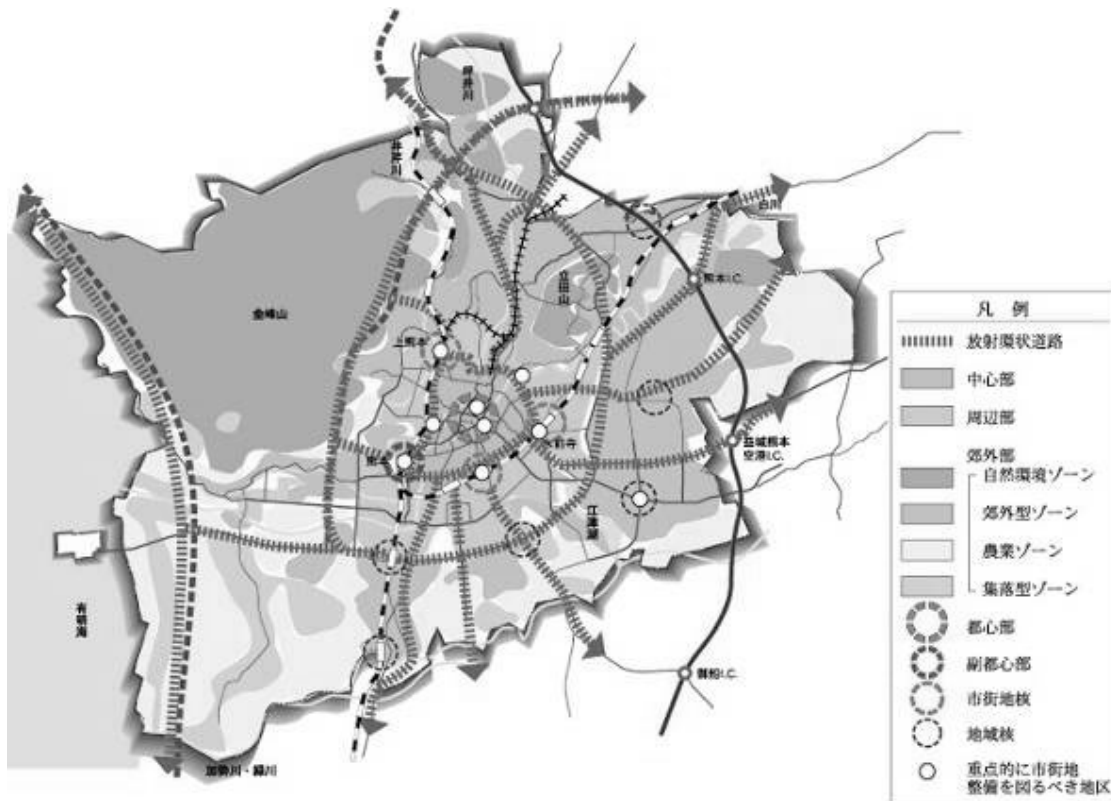 坪井川
井芹川
白川
立田山
熊本I.C.
金峰山
上熊本
水前寺
益城熊本
空港I.C.
熊本
江津湖
有明海
御船I.C.
加勢川・緑川
凡 例
放射環状道路
中心部
周辺部
郊外部
自然環境ゾーン
郊外型ゾーン
農業ゾーン
集落型ゾーン
都心部
副都心部
市街地核
地域核
重点的に市街地
整備を図るべき地区